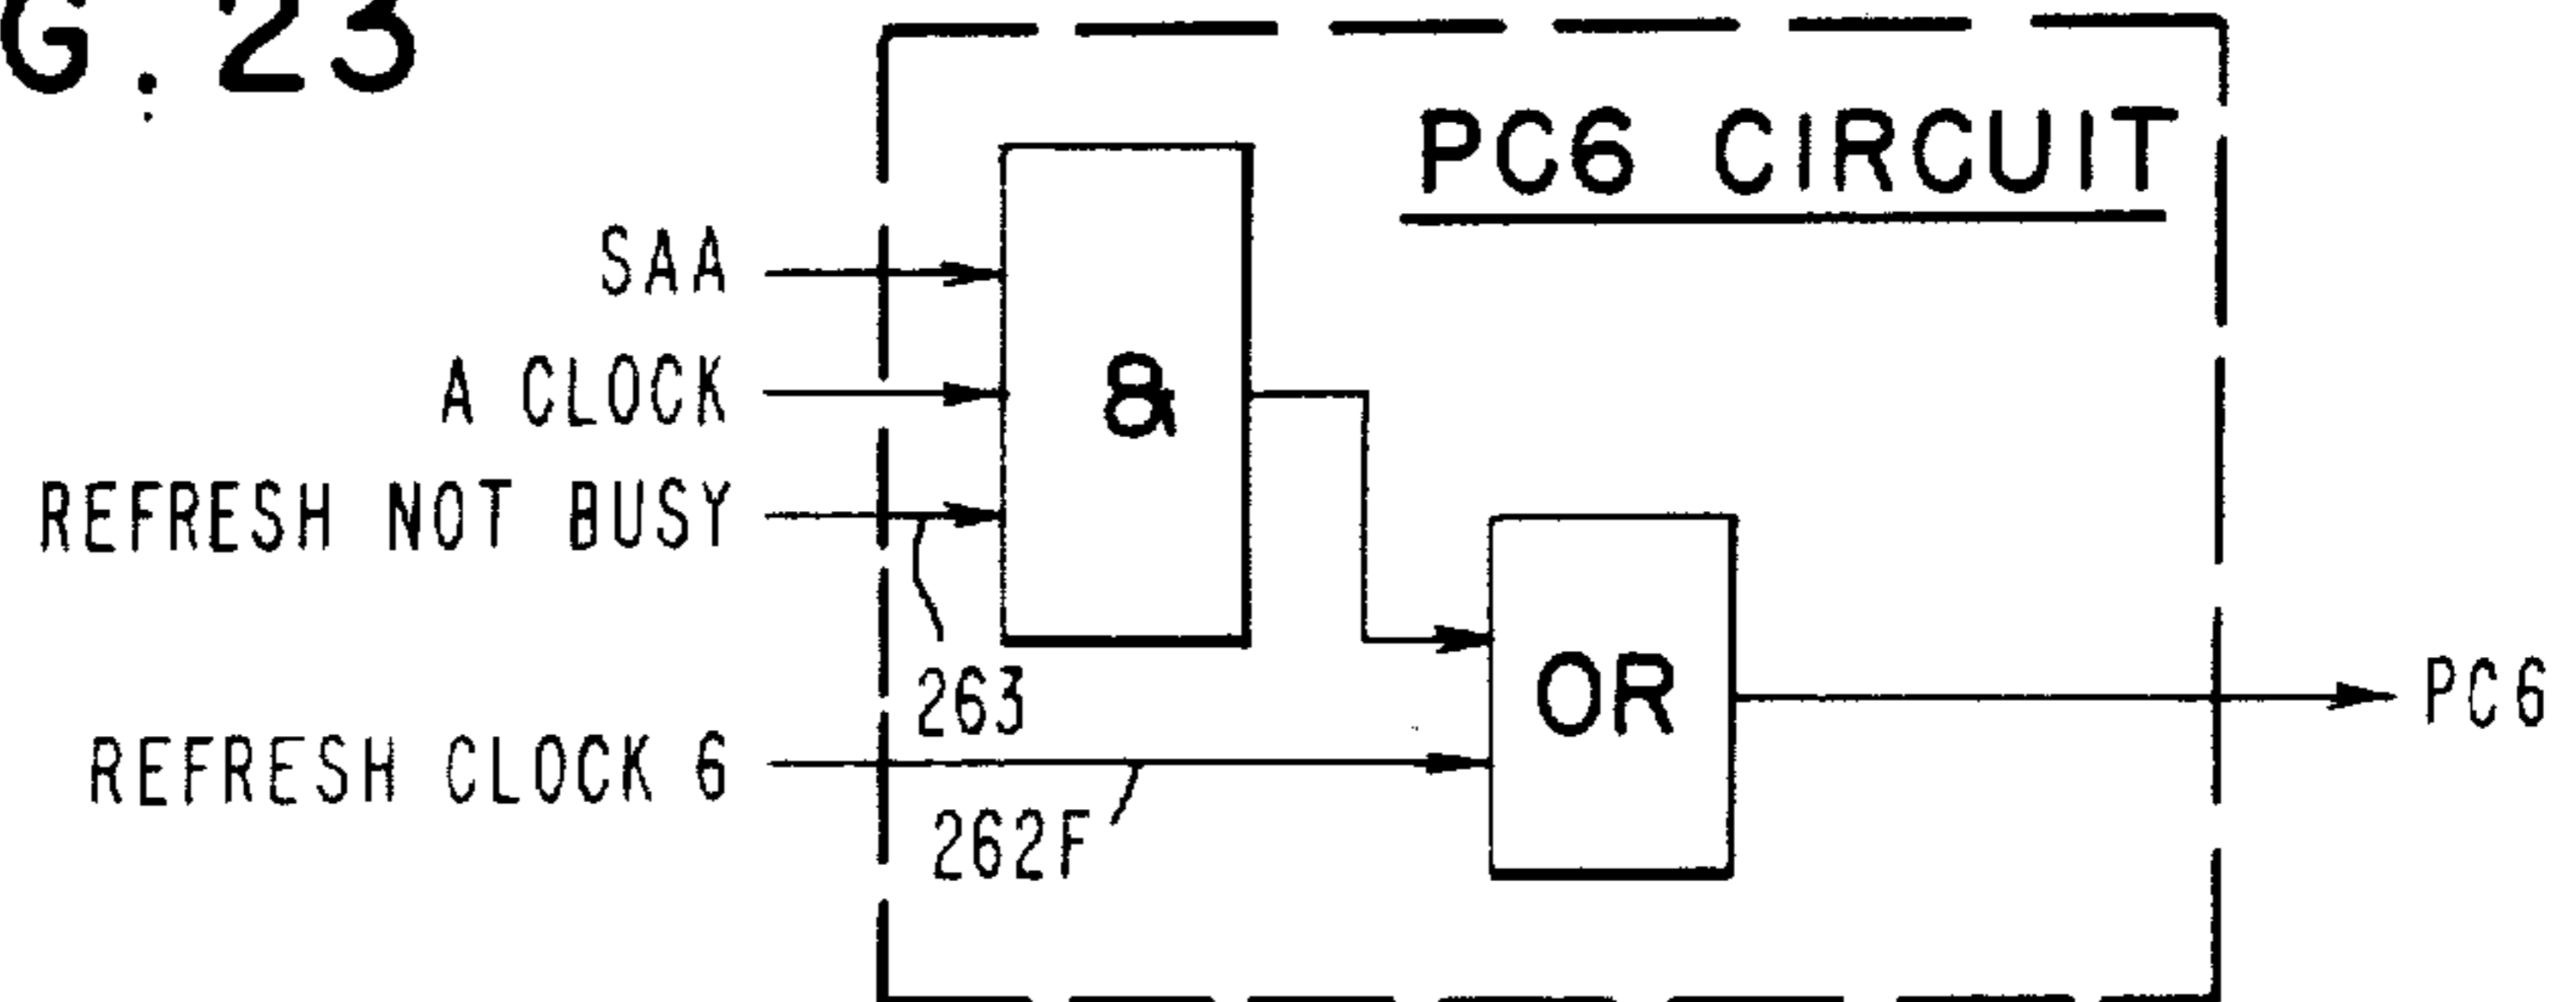 G. 23
PC6 CIRCUIT
SAA
A CLOCK
&
REFRESH NOT BUSY
263
OR
PC6
REFRESH CLOCK 6
262F